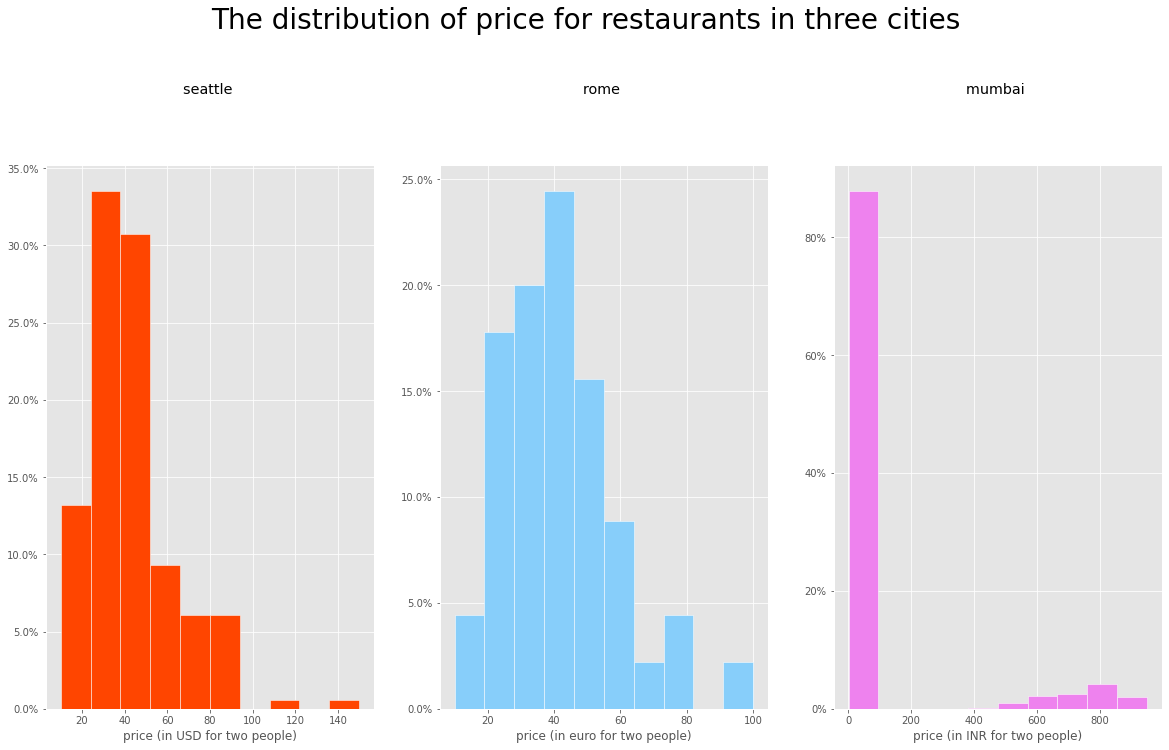 The distribution of price for restaurants in three cities
seattle
rome
mumbai
35.0%
30.0%
25.0%
20.0%
15.0%
10.0%
5.0%
0.0%
20 40 60 80 100 120 140
price (in USD for two people)
25.0%
20.0%
15.0%
10.0%
5.0%
0.0%
20 40 60 80 100
price (in euro for two people)
80%
60%
40%
20%
0%
0 200 400 600 800
price (in INR for two people)